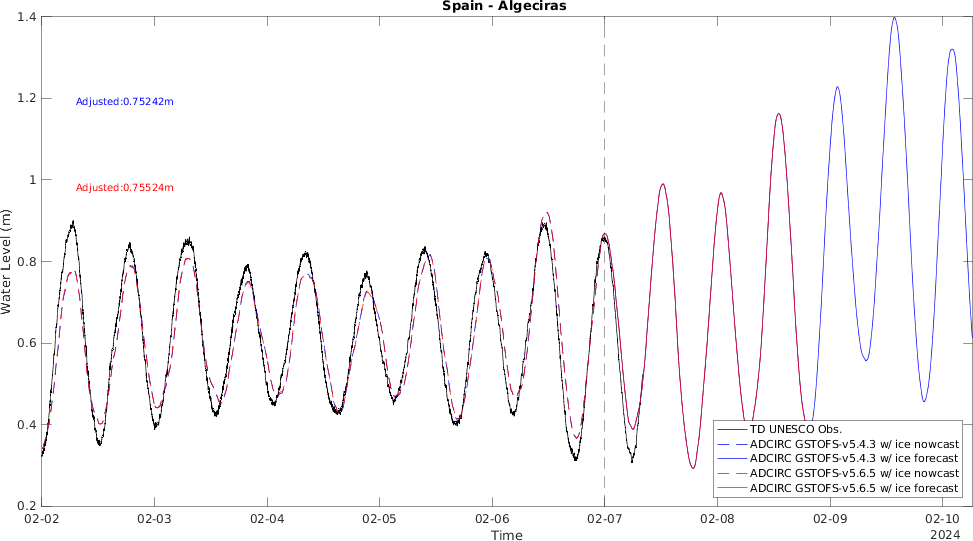 Spain - Algeciras
1.4
1.2
1
0.8
0.6
0.4
0.2
Water Level (m)
Adjusted:0.75242m
Adjusted:0.75524m
TD UNESCO Obs.
ADCIRC GSTOFS-v5.4.3 w/ ice nowcast
ADCIRC GSTOFS-v5.4.3 w/ ice forecast
ADCIRC GSTOFS-v5.6.5 w/ ice nowcast
ADCIRC GSTOFS-v5.6.5 w/ ice forecast
02-02 02-03 02-04 02-05 02-06 02-07 02-08 02-09 02-10
2024
Time